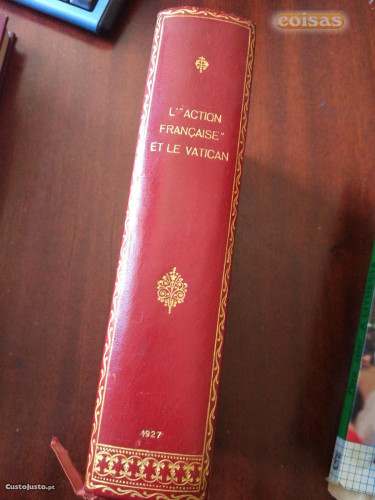 coisas
L'"ACTION
FRANÇAISE"
ET LE VATICAN
1927
CustoJusto.pt